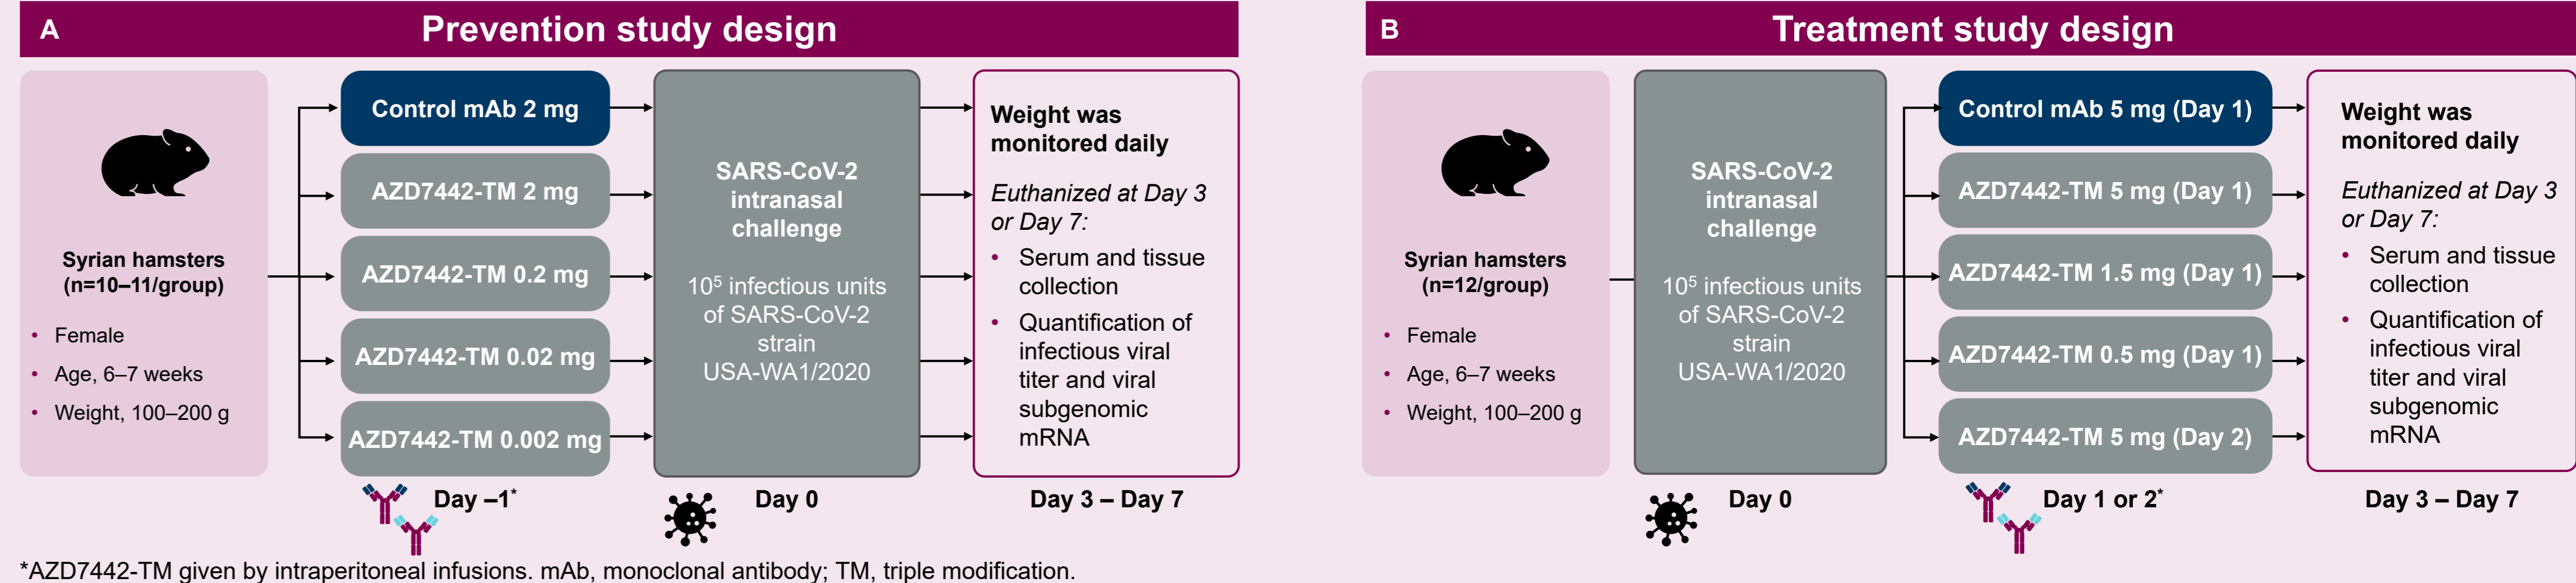 A
Prevention study design
Syrian hamsters
(n=10–11/group)
• Female
• Age, 6–7 weeks
• Weight, 100–200 g
Control mAb 2 mg
AZD7442-TM 2 mg
AZD7442-TM 0.2 mg
AZD7442-TM 0.02 mg
AZD7442-TM 0.002 mg
Day –1*
SARS-CoV-2
intranasal
challenge
10⁵ infectious units
of SARS-CoV-2
strain
USA-WA1/2020
Day 0
Weight was
monitored daily
Euthanized at Day 3
or Day 7:
• Serum and tissue
collection
• Quantification of
infectious viral
titer and viral
subgenomic
mRNA
Day 3 – Day 7
*AZD7442-TM given by intraperitoneal infusions. mAb, monoclonal antibody; TM, triple modification.
B
Treatment study design
Syrian hamsters
(n=12/group)
• Female
• Age, 6–7 weeks
• Weight, 100–200 g
SARS-CoV-2
intranasal
challenge
10⁵ infectious units
of SARS-CoV-2
strain
USA-WA1/2020
Day 0
Control mAb 5 mg (Day 1)
AZD7442-TM 5 mg (Day 1)
AZD7442-TM 1.5 mg (Day 1)
AZD7442-TM 0.5 mg (Day 1)
AZD7442-TM 5 mg (Day 2)
Day 1 or 2*
Weight was
monitored daily
Euthanized at Day 3
or Day 7:
• Serum and tissue
collection
• Quantification of
infectious viral
titer and viral
subgenomic
mRNA
Day 3 – Day 7